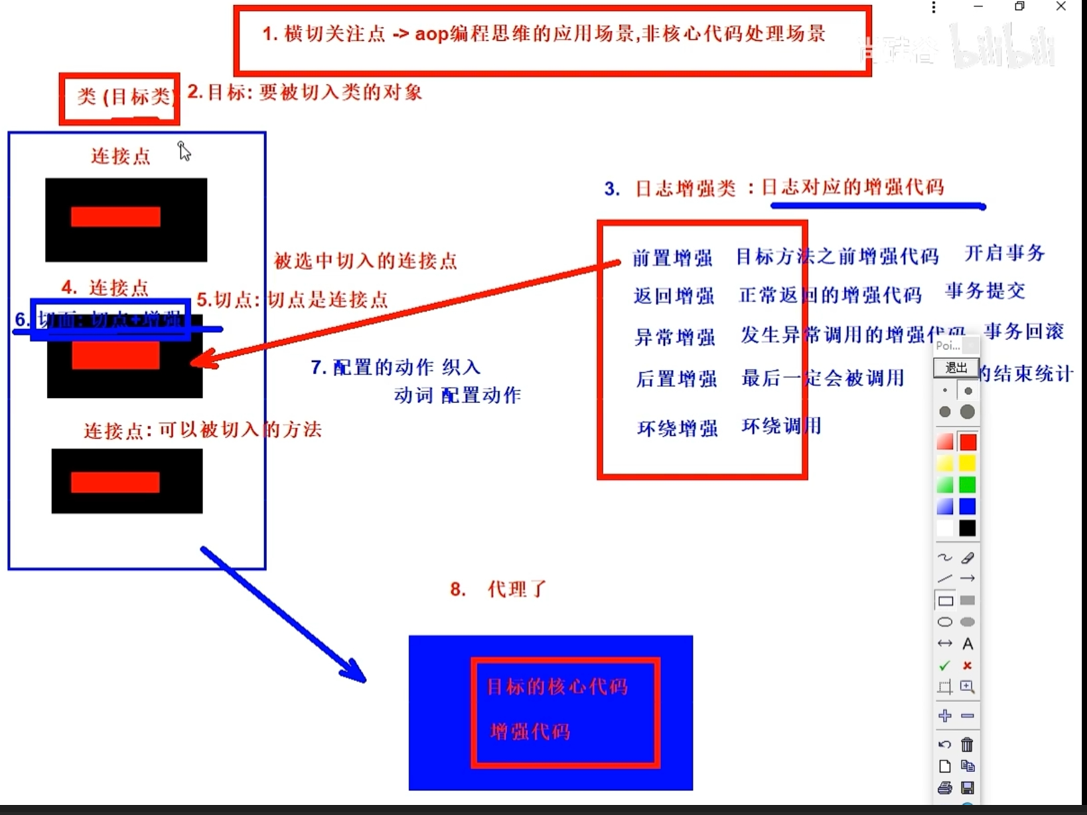 1. 横切关注点 -> aop编程思维的应用场景,非核心代码处理场景
bilibili
类 (目标类)
2.目标: 要被切入类的对象
连接点
3. 日志增强类 : 日志对应的增强代码
被选中切入的连接点
前置增强 目标方法之前增强代码 开启事务
4. 连接点
5.切点: 切点是连接点
返回增强 正常返回的增强代码 事务提交
6. 切面: 切点+增强
异常增强 发生异常调用的增强代码 事务回滚
Poi...
退出
7. 配置的动作 织入
后置增强 最后一定会被调用 的结束统计
动词 配置动作
连接点: 可以被切入的方法
环绕增强 环绕调用
A
8. 代理了
目标的核心代码
增强代码